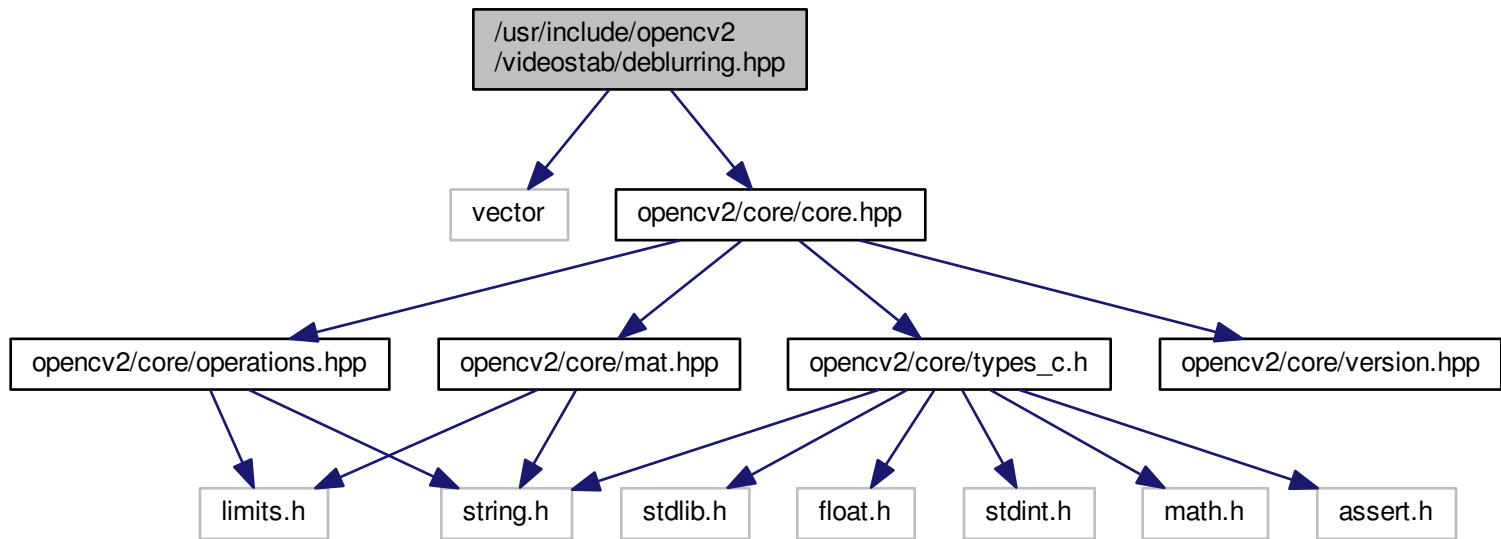 /usr/include/opencv2
/videostab/deblurring.hpp
vector
opencv2/core/core.hpp
opencv2/core/operations.hpp
opencv2/core/mat.hpp
opencv2/core/types_c.h
opencv2/core/version.hpp
limits.h
string.h
stdlib.h
float.h
stdint.h
math.h
assert.h